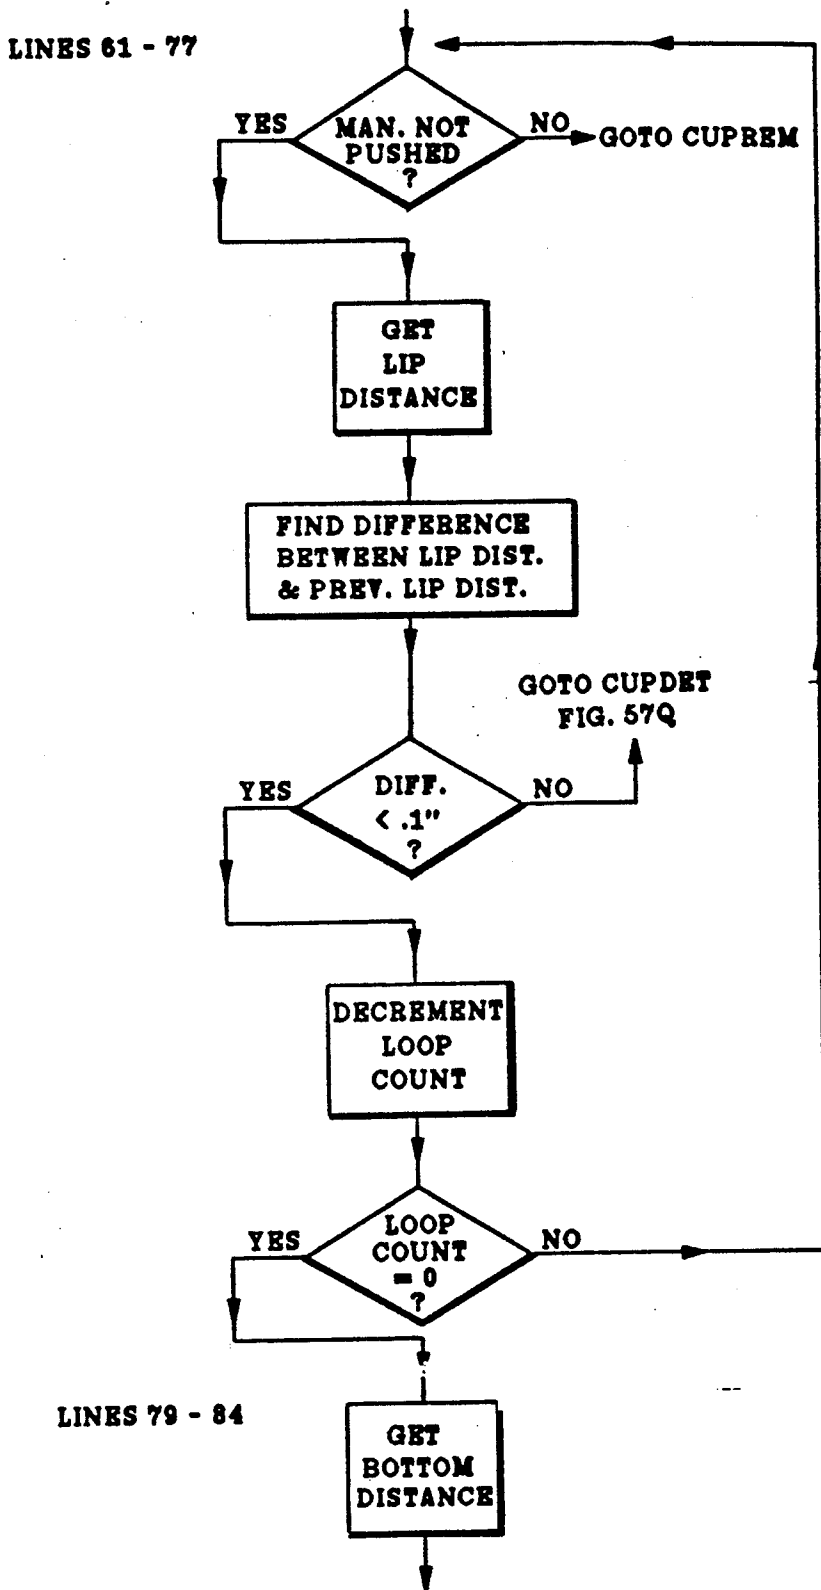 LINES 61 - 77
YES
MAN. NOT
PUSHED
?
NO
GOTO CUPREM
GET
LIP
DISTANCE
FIND DIFFERENCE
BETWEEN LIP DIST.
& PREV. LIP DIST.
GOTO CUPDET
FIG. 57Q
YES
DIFF.
< .1"
?
NO
DECREMENT
LOOP
COUNT
YES
LOOP
COUNT
= 0
?
NO
LINES 79 - 84
GET
BOTTOM
DISTANCE